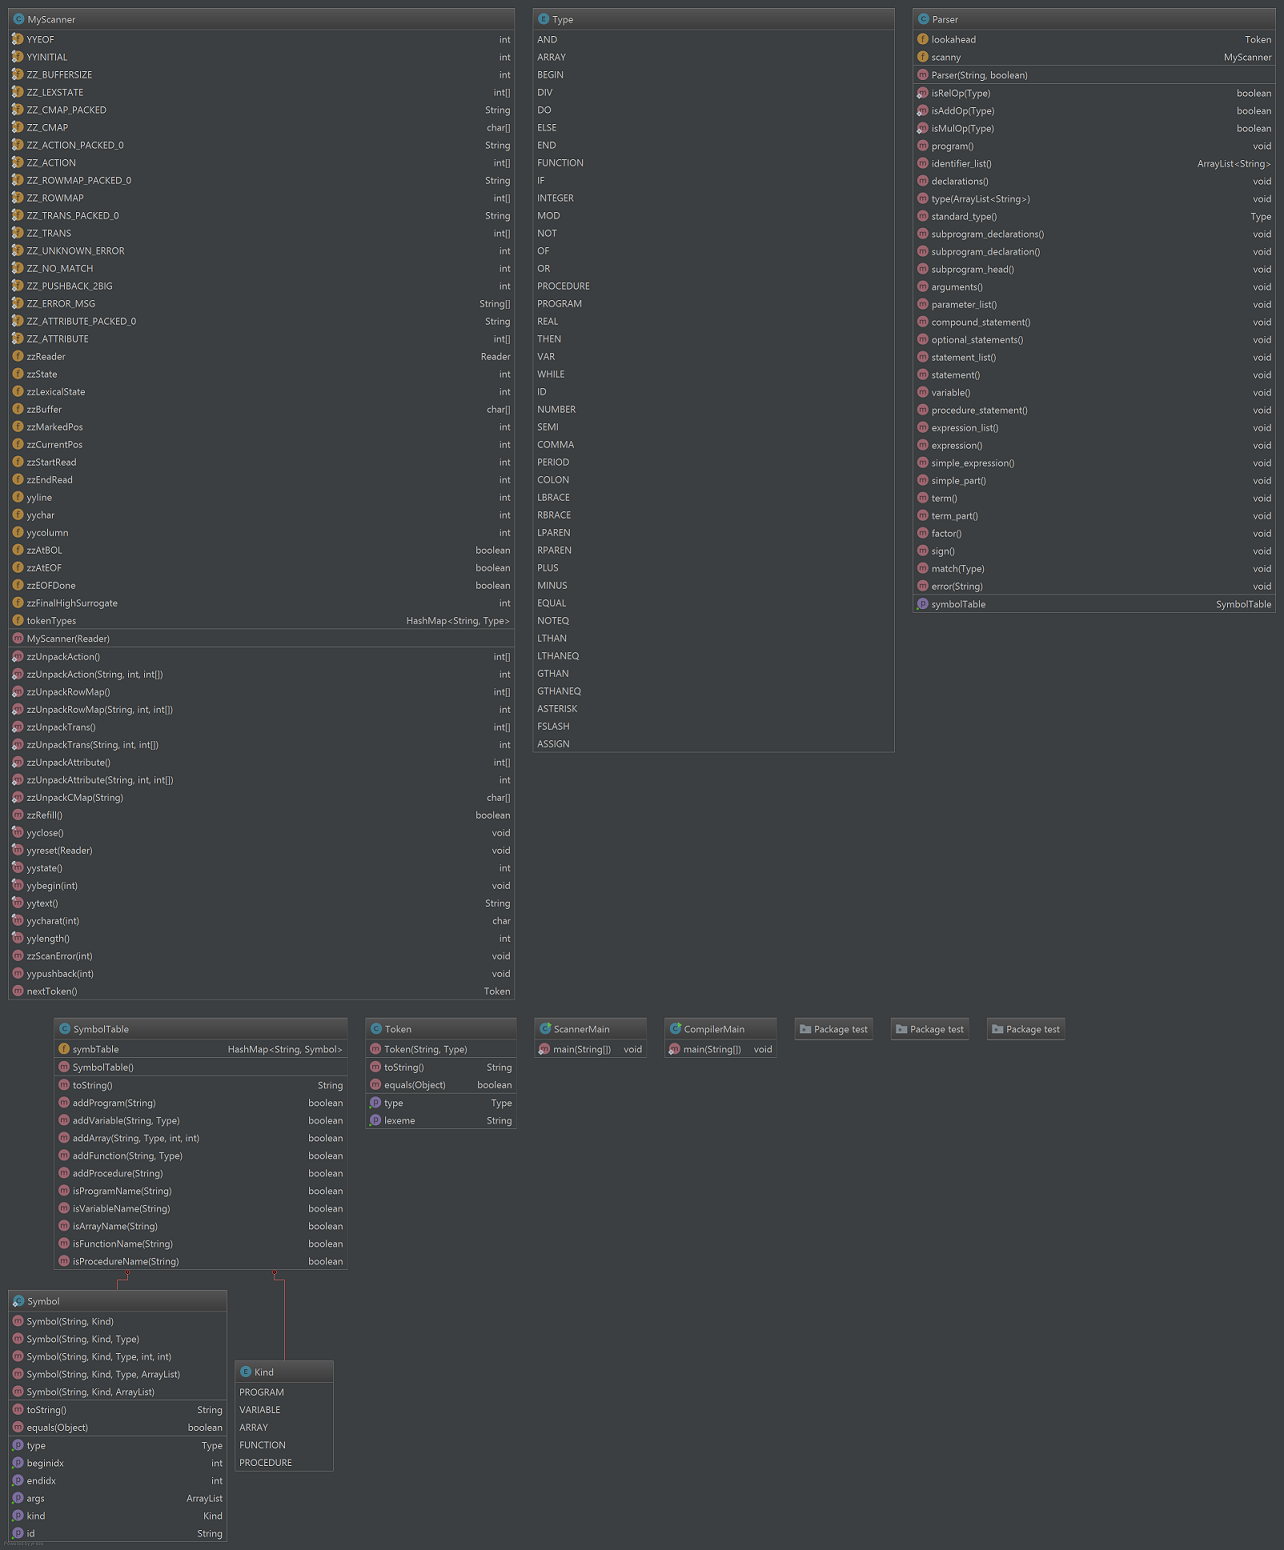 MyScanner
YYEOF int
YYINITIAL int
ZZ_BUFFERSIZE int
ZZ_LEXSTATE int[]
ZZ_CMAP_PACKED String
ZZ_CMAP char[]
ZZ_ACTION_PACKED_0 String
ZZ_ACTION int[]
ZZ_ROWMAP_PACKED_0 String
ZZ_ROWMAP int[]
ZZ_TRANS_PACKED_0 String
ZZ_TRANS int[]
ZZ_UNKNOWN_ERROR int
ZZ_NO_MATCH int
ZZ_PUSHBACK_2BIG int
ZZ_ERROR_MSG String[]
ZZ_ATTRIBUTE_PACKED_0 String
ZZ_ATTRIBUTE int[]
zzReader Reader
zzState int
zzLexicalState int
zzBuffer char[]
zzMarkedPos int
zzCurrentPos int
zzStartRead int
zzEndRead int
yyline int
yychar int
yycolumn int
zzAtBOL boolean
zzAtEOF boolean
zzEOFDone boolean
zzFinalHighSurrogate int
tokenTypes HashMap<String, Type>
MyScanner(Reader)
zzUnpackAction() int[]
zzUnpackAction(String, int, int[]) int
zzUnpackRowMap() int[]
zzUnpackRowMap(String, int, int[]) int
zzUnpackTrans() int[]
zzUnpackTrans(String, int, int[]) int
zzUnpackAttribute() int[]
zzUnpackAttribute(String, int, int[]) int
zzUnpackCMap(String) char[]
zzRefill() boolean
yyclose() void
yyreset(Reader) void
yystate() int
yybegin(int) void
yytext() String
yycharat(int) char
yylength() int
zzScanError(int) void
yypushback(int) void
nextToken() Token
Type
AND
ARRAY
BEGIN
DIV
DO
ELSE
END
FUNCTION
IF
INTEGER
MOD
NOT
OF
OR
PROCEDURE
PROGRAM
REAL
THEN
VAR
WHILE
ID
NUMBER
SEMI
COMMA
PERIOD
COLON
LBRACE
RBRACE
LPAREN
RPAREN
PLUS
MINUS
EQUAL
NOTEQ
LTHAN
LTHANEQ
GTHAN
GTHANEQ
ASTERISK
FSLASH
ASSIGN
Parser
lookahead Token
scanny MyScanner
Parser(String, boolean)
isRelOp(Type) boolean
isAddOp(Type) boolean
isMulOp(Type) boolean
program() void
identifier_list() ArrayList<String>
declarations() void
type(ArrayList<String>) void
standard_type() Type
subprogram_declarations() void
subprogram_declaration() void
subprogram_head() void
arguments() void
parameter_list() void
compound_statement() void
optional_statements() void
statement_list() void
statement() void
variable() void
procedure_statement() void
expression_list() void
expression() void
simple_expression() void
simple_part() void
term() void
term_part() void
factor() void
sign() void
match(Type) void
error(String) void
symbolTable SymbolTable
SymbolTable
symbTable HashMap<String, Symbol>
SymbolTable()
toString() String
addProgram(String) boolean
addVariable(String, Type) boolean
addArray(String, Type, int, int) boolean
addFunction(String, Type) boolean
addProcedure(String) boolean
isProgramName(String) boolean
isVariableName(String) boolean
isArrayName(String) boolean
isFunctionName(String) boolean
isProcedureName(String) boolean
Token
Token(String, Type)
toString() String
equals(Object) boolean
type Type
lexeme String
ScannerMain
main(String[]) void
CompilerMain
main(String[]) void
Package test
Package test
Package test
Symbol
Symbol(String, Kind)
Symbol(String, Kind, Type)
Symbol(String, Kind, Type, int, int)
Symbol(String, Kind, Type, ArrayList)
Symbol(String, Kind, ArrayList)
toString() String
equals(Object) boolean
type Type
beginidx int
endidx int
args ArrayList
kind Kind
id String
Kind
PROGRAM
VARIABLE
ARRAY
FUNCTION
PROCEDURE